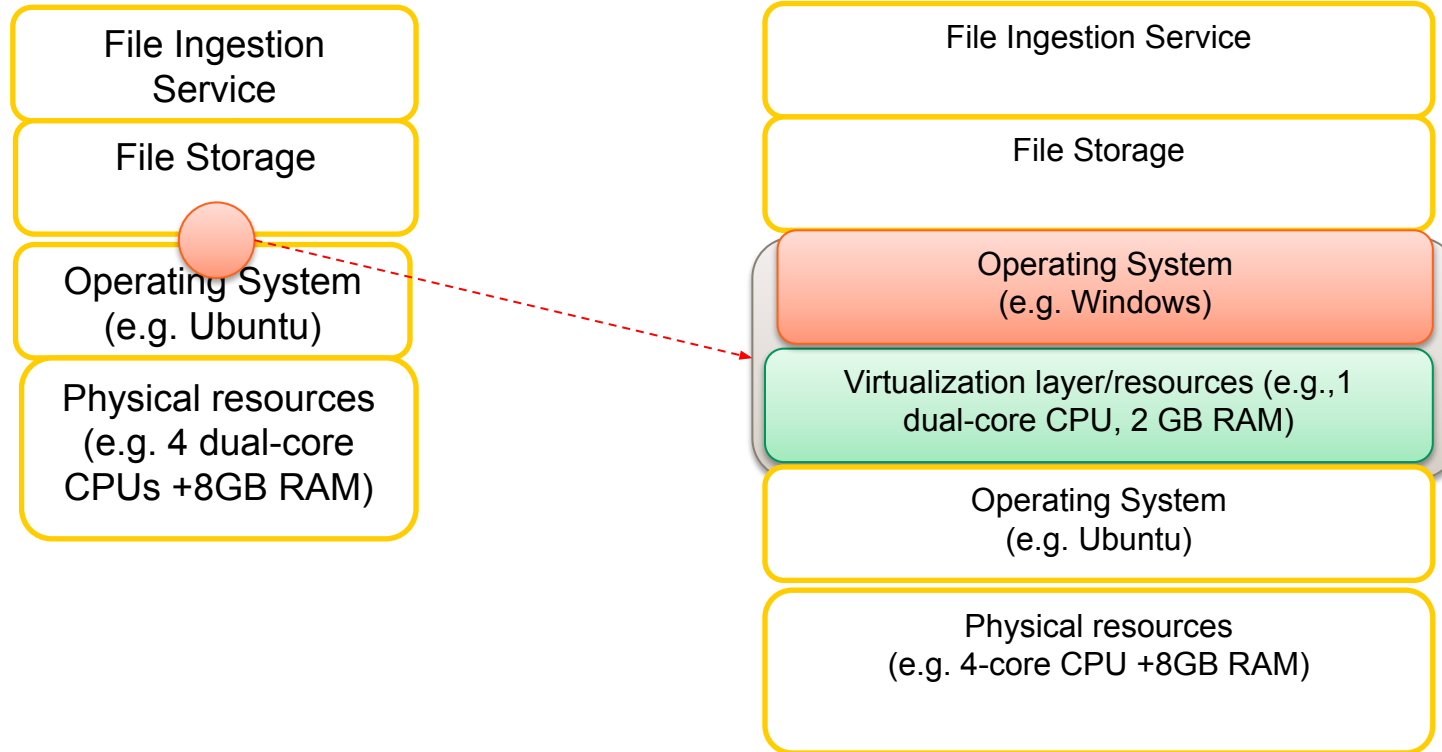 File Ingestion
Service
File Storage
Operating System
(e.g. Ubuntu)
Physical resources
(e.g. 4 dual-core
CPUs +8GB RAM)
File Ingestion Service
File Storage
Operating System
(e.g. Windows)
Virtualization layer/resources (e.g.,1
dual-core CPU, 2 GB RAM)
Operating System
(e.g. Ubuntu)
Physical resources
(e.g. 4-core CPU +8GB RAM)